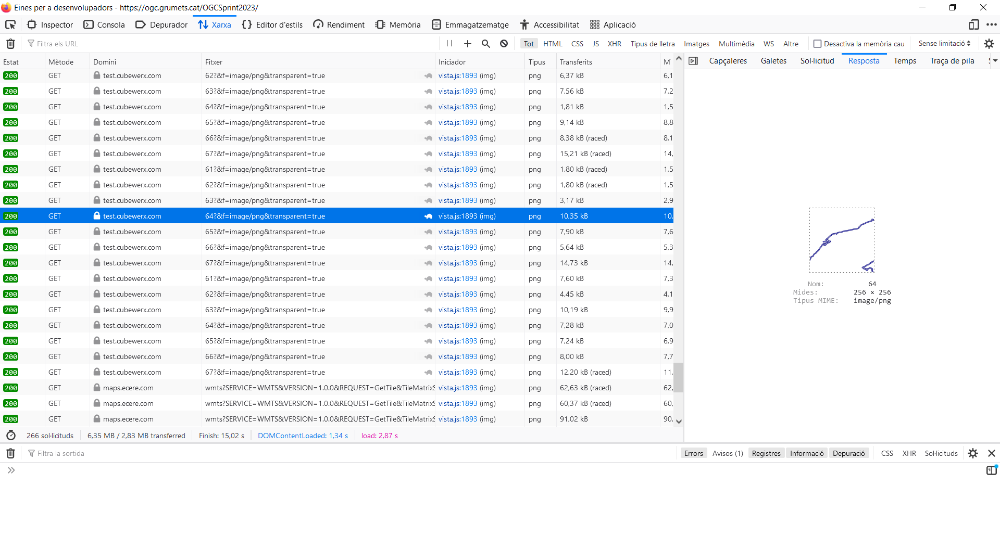 Eines per a desenvolupadors - https://ogc.grumets.cat/OGCSprint2023/
Inspector Consola Depurador Xarxa Editor d'estils Rendiment Memòria Emmagatzematge Accessibilitat Aplicació
Filtra els URL Tot HTML CSS JS XHR Tipus de lletra Imatges Multimèdia WS Altre Desactiva la memòria cau Sense limitació
Estat Mètode Domini Fitxer Iniciador Tipus Transferits M
200 GET test.cubewerx.com 62?&f=image/png&transparent=true vista.js:1893 (img) png 6,37 kB 6,1
200 GET test.cubewerx.com 63?&f=image/png&transparent=true vista.js:1893 (img) png 7,56 kB 7,2
200 GET test.cubewerx.com 64?&f=image/png&transparent=true vista.js:1893 (img) png 1,81 kB 1,5
200 GET test.cubewerx.com 65?&f=image/png&transparent=true vista.js:1893 (img) png 9,14 kB 8,8
200 GET test.cubewerx.com 66?&f=image/png&transparent=true vista.js:1893 (img) png 8,38 kB (raced) 8,1
200 GET test.cubewerx.com 67?&f=image/png&transparent=true vista.js:1893 (img) png 15,21 kB (raced) 14,
200 GET test.cubewerx.com 61?&f=image/png&transparent=true vista.js:1893 (img) png 1,80 kB (raced) 1,5
200 GET test.cubewerx.com 62?&f=image/png&transparent=true vista.js:1893 (img) png 1,80 kB (raced) 1,5
200 GET test.cubewerx.com 63?&f=image/png&transparent=true vista.js:1893 (img) png 3,17 kB 2,9
200 GET test.cubewerx.com 64?&f=image/png&transparent=true vista.js:1893 (img) png 10,35 kB 10,
200 GET test.cubewerx.com 65?&f=image/png&transparent=true vista.js:1893 (img) png 7,90 kB 7,6
200 GET test.cubewerx.com 66?&f=image/png&transparent=true vista.js:1893 (img) png 5,64 kB 5,3
200 GET test.cubewerx.com 67?&f=image/png&transparent=true vista.js:1893 (img) png 14,73 kB 14,
200 GET test.cubewerx.com 61?&f=image/png&transparent=true vista.js:1893 (img) png 7,60 kB 7,3
200 GET test.cubewerx.com 62?&f=image/png&transparent=true vista.js:1893 (img) png 4,45 kB 4,1
200 GET test.cubewerx.com 63?&f=image/png&transparent=true vista.js:1893 (img) png 10,19 kB 9,9
200 GET test.cubewerx.com 64?&f=image/png&transparent=true vista.js:1893 (img) png 7,28 kB 7,0
200 GET test.cubewerx.com 65?&f=image/png&transparent=true vista.js:1893 (img) png 7,24 kB 6,9
200 GET test.cubewerx.com 66?&f=image/png&transparent=true vista.js:1893 (img) png 8,00 kB 7,7
200 GET test.cubewerx.com 67?&f=image/png&transparent=true vista.js:1893 (img) png 12,20 kB (raced) 11,
200 GET maps.ecere.com wmts?SERVICE=WMTS&VERSION=1.0.0&REQUEST=GetTile&TileMatrixS vista.js:1893 (img) png 62,63 kB (raced) 62,
200 GET maps.ecere.com wmts?SERVICE=WMTS&VERSION=1.0.0&REQUEST=GetTile&TileMatrixS vista.js:1893 (img) png 60,37 kB (raced) 60,
200 GET maps.ecere.com wmts?SERVICE=WMTS&VERSION=1.0.0&REQUEST=GetTile&TileMatrixS vista.js:1893 (img) png 91,02 kB 90,
266 sol·licituds 6,35 MB / 2,83 MB transferred Finish: 15,02 s DOMContentLoaded: 1,34 s load: 2,87 s
Capçaleres Galetes Sol·licitud Resposta Temps Traça de pila
Nom: 64
Mides: 256 × 256
Tipus MIME: image/png
Filtra la sortida Errors Avisos (1) Registres Informació Depuració CSS XHR Sol·licituds